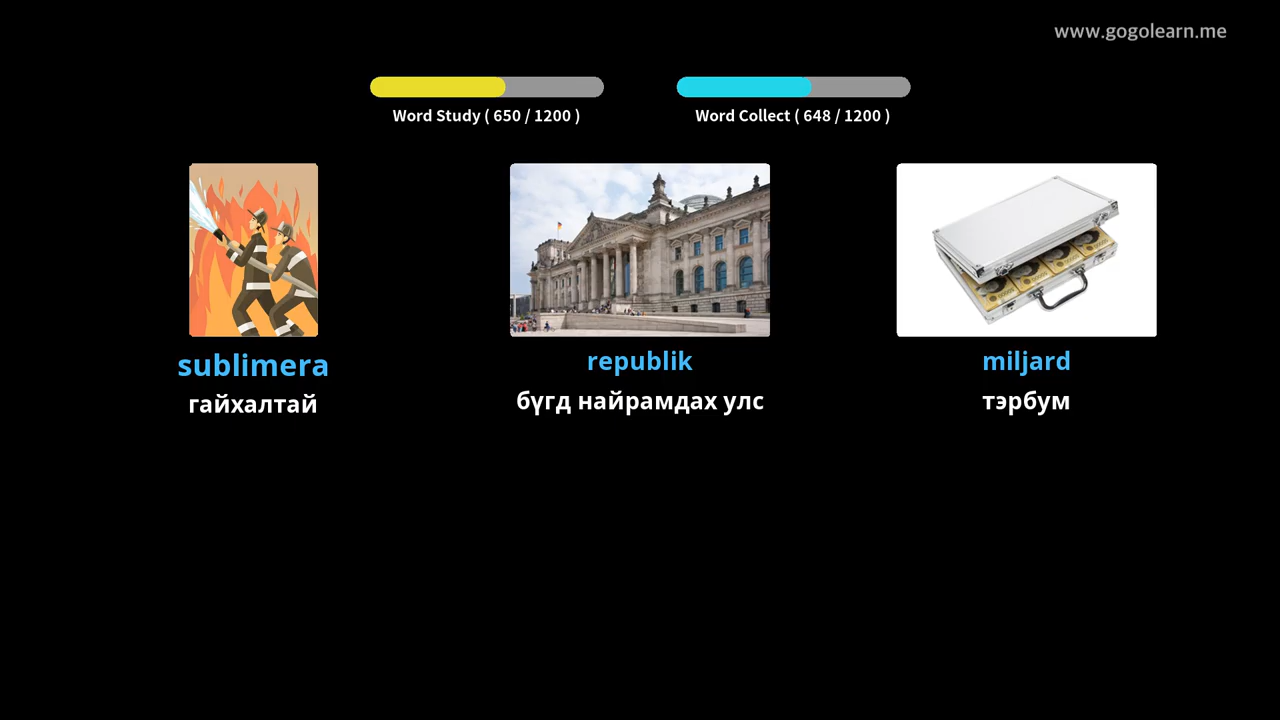 www.gogolearn.me
Word Study ( 650 / 1200 )
Word Collect ( 648 / 1200 )
sublimera
republik
miljard
гайхалтай
бүгд найрамдах улс
тэрбум